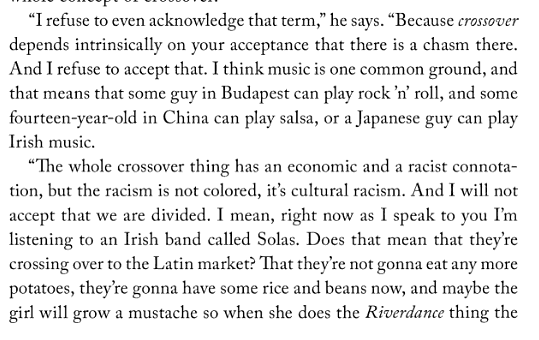 whole concept of crossover.
“I refuse to even acknowledge that term,” he says. “Because crossover
depends intrinsically on your acceptance that there is a chasm there.
And I refuse to accept that. I think music is one common ground, and
that means that some guy in Budapest can play rock ’n’ roll, and some
fourteen-year-old in China can play salsa, or a Japanese guy can play
Irish music.
“The whole crossover thing has an economic and a racist connota-
tion, but the racism is not colored, it’s cultural racism. And I will not
accept that we are divided. I mean, right now as I speak to you I’m
listening to an Irish band called Solas. Does that mean that they’re
crossing over to the Latin market? That they’re not gonna eat any more
potatoes, they’re gonna have some rice and beans now, and maybe the
girl will grow a mustache so when she does the Riverdance thing the